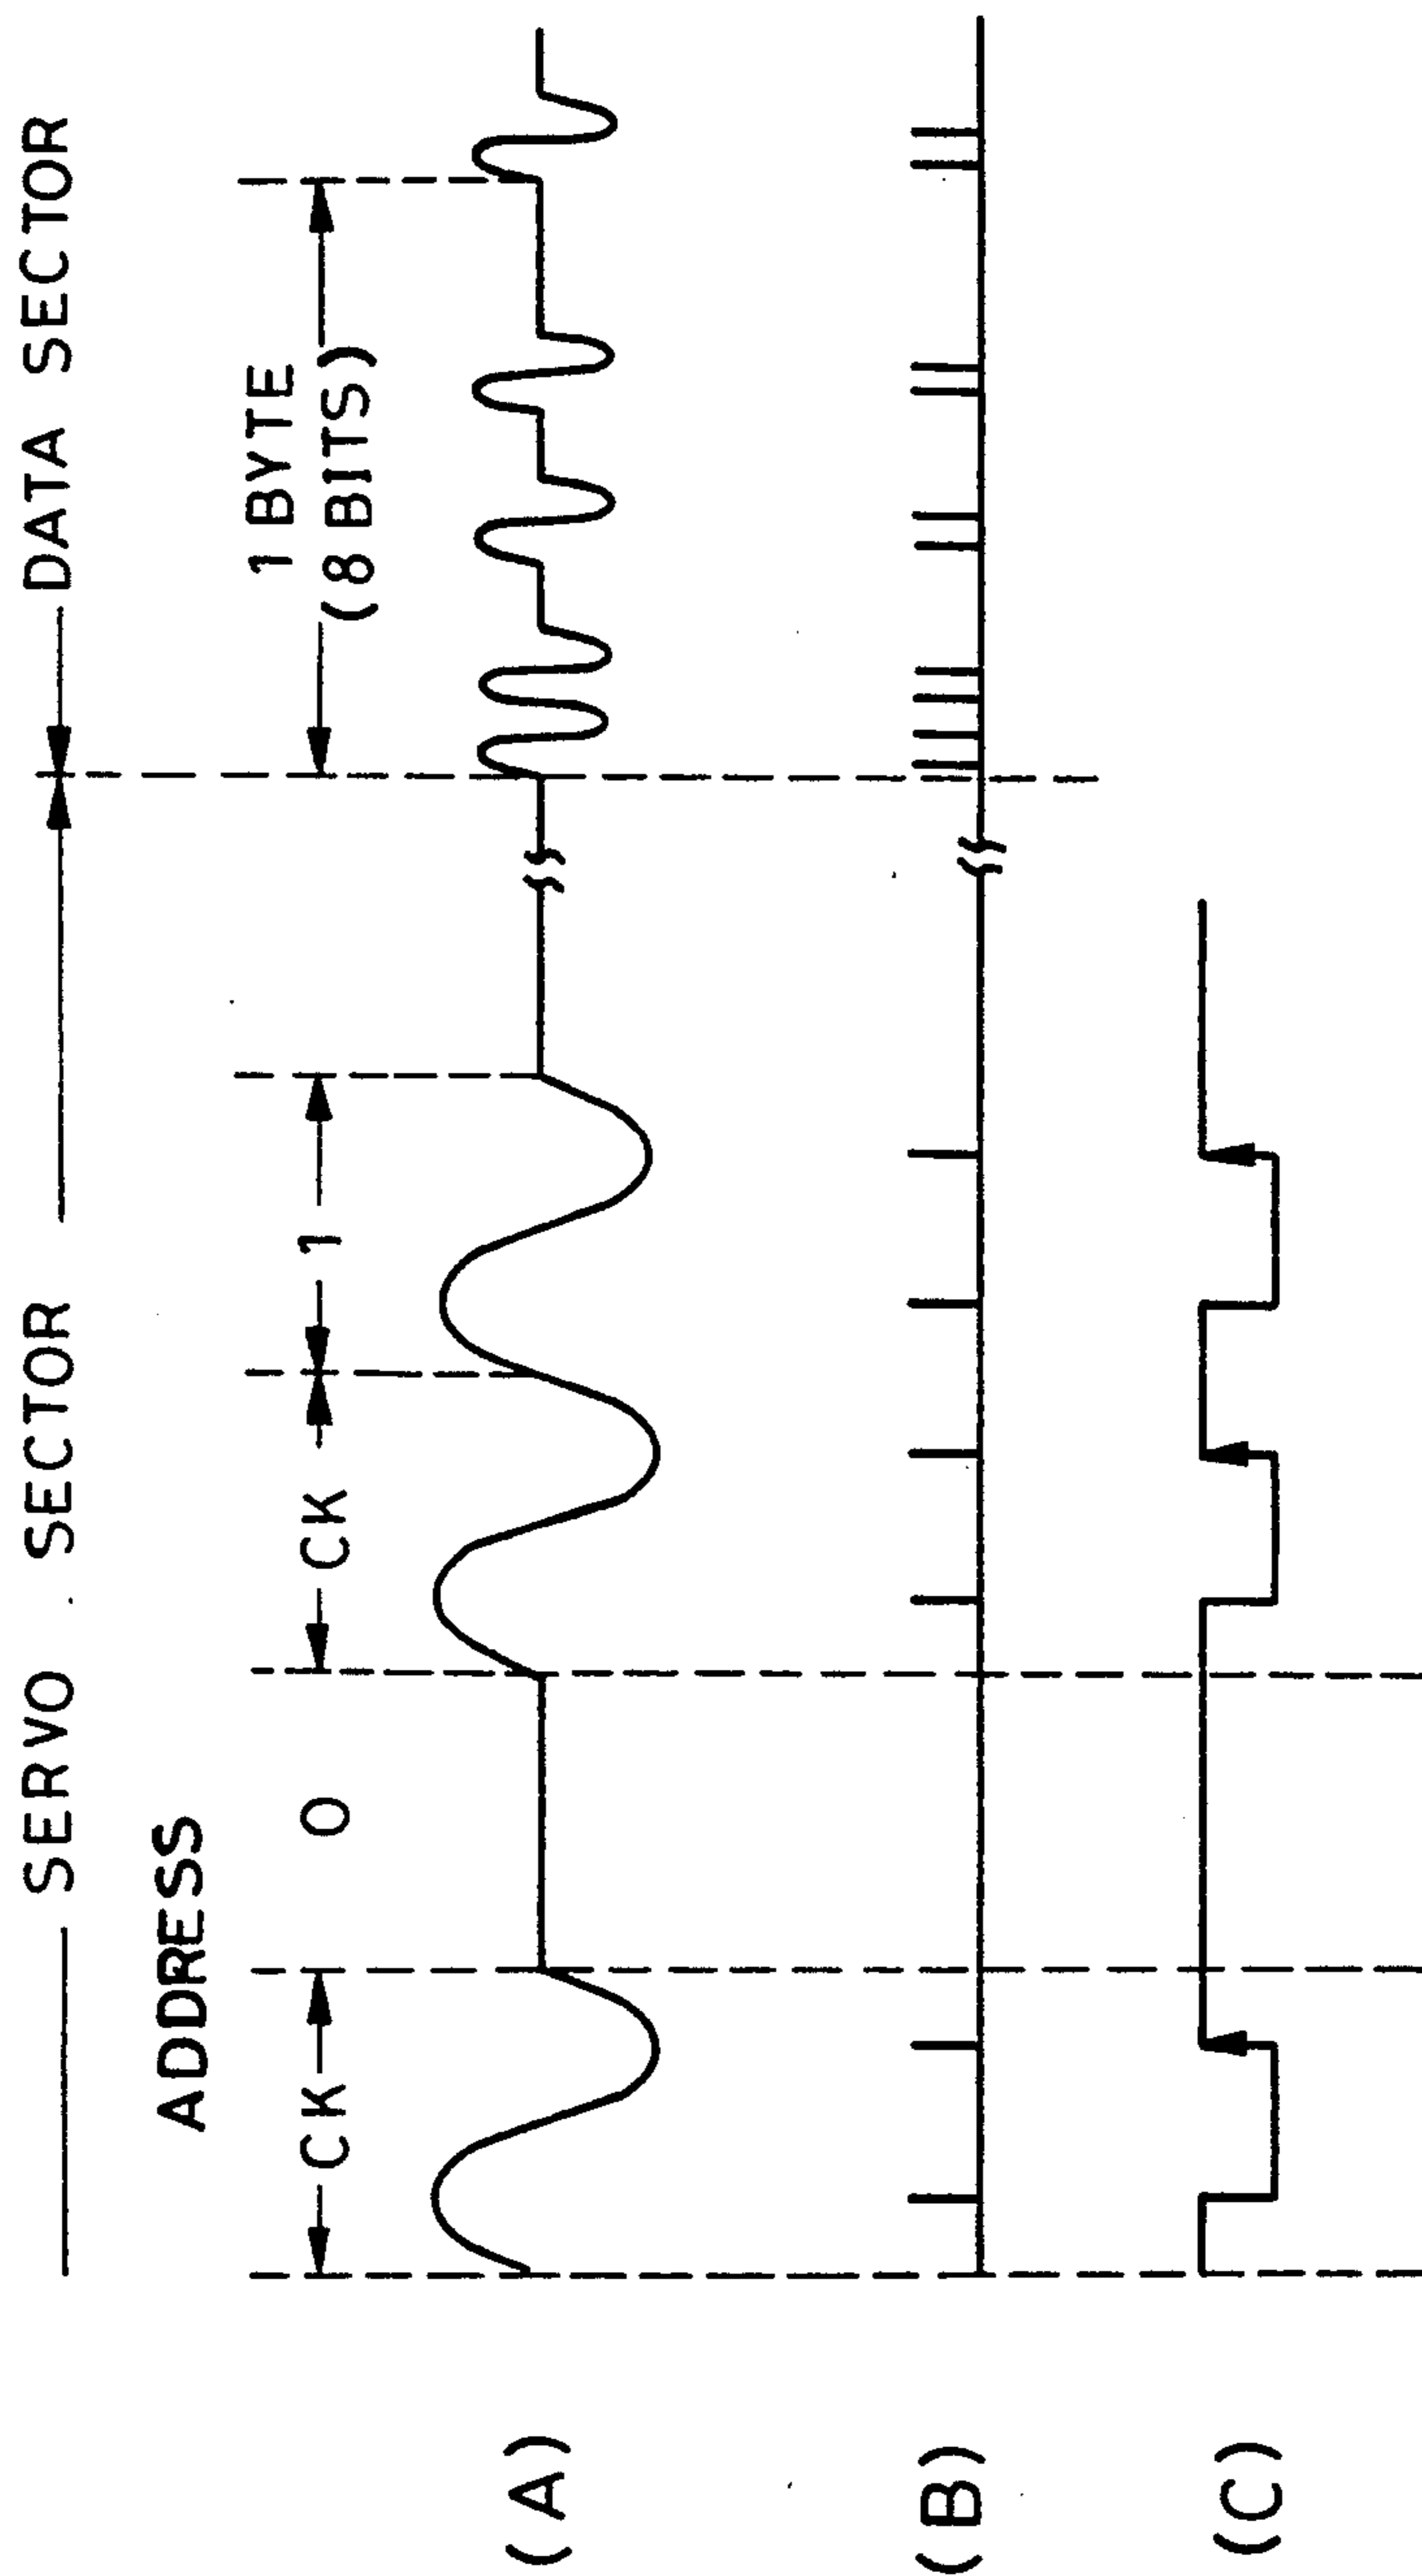 SERVO SECTOR DATA SECTOR
ADDRESS
CK 0 CK 1 1 BYTE
(8 BITS)
(A)
(B)
(C)